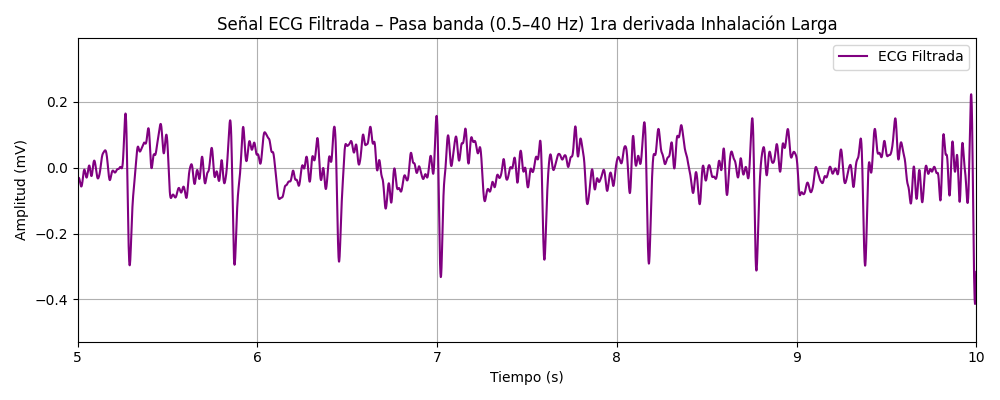 Señal ECG Filtrada – Pasa banda (0.5–40 Hz) 1ra derivada Inhalación Larga
ECG Filtrada
Amplitud (mV)
0.2
0.0
−0.2
−0.4
5 6 7 8 9 10
Tiempo (s)